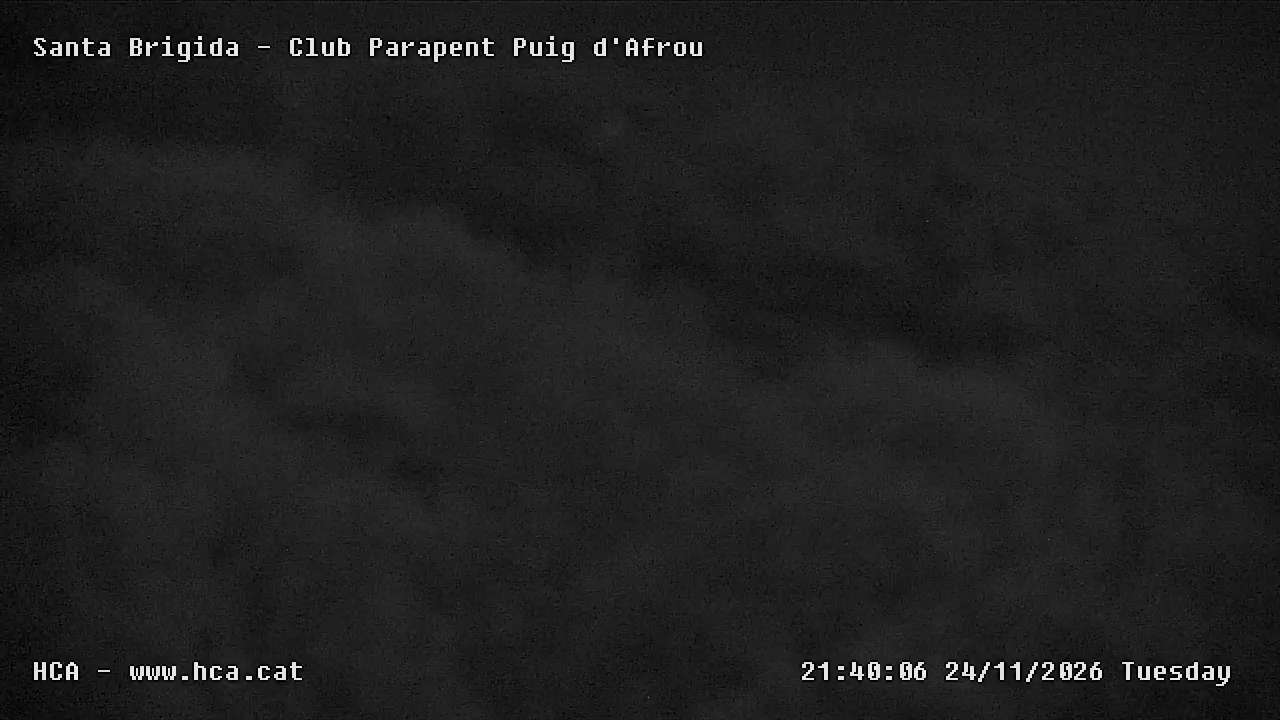 Santa Brigida - Club Parapent Puig d'Afrou
HCA - www.hca.cat
21:40:06 24/11/2026 Tuesday